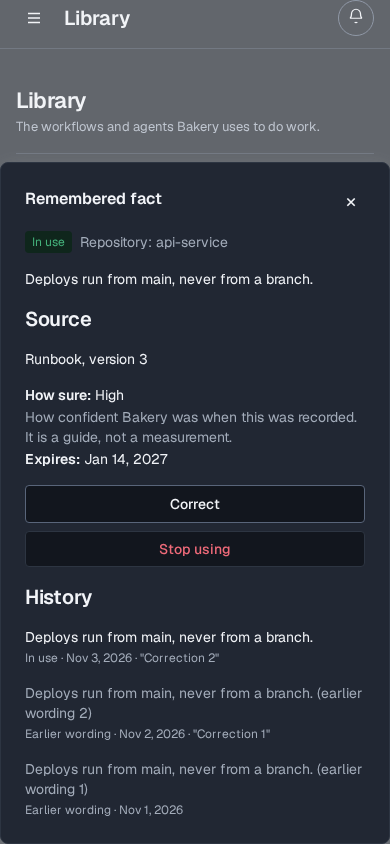 Library
Library
The workflows and agents Bakery uses to do work.
Remembered fact
In use Repository: api-service
Deploys run from main, never from a branch.
Source
Runbook, version 3
How sure: High
How confident Bakery was when this was recorded.
It is a guide, not a measurement.
Expires: Jan 14, 2027
Correct
Stop using
History
Deploys run from main, never from a branch.
In use · Nov 3, 2026 · "Correction 2"
Deploys run from main, never from a branch. (earlier
wording 2)
Earlier wording · Nov 2, 2026 · "Correction 1"
Deploys run from main, never from a branch. (earlier
wording 1)
Earlier wording · Nov 1, 2026